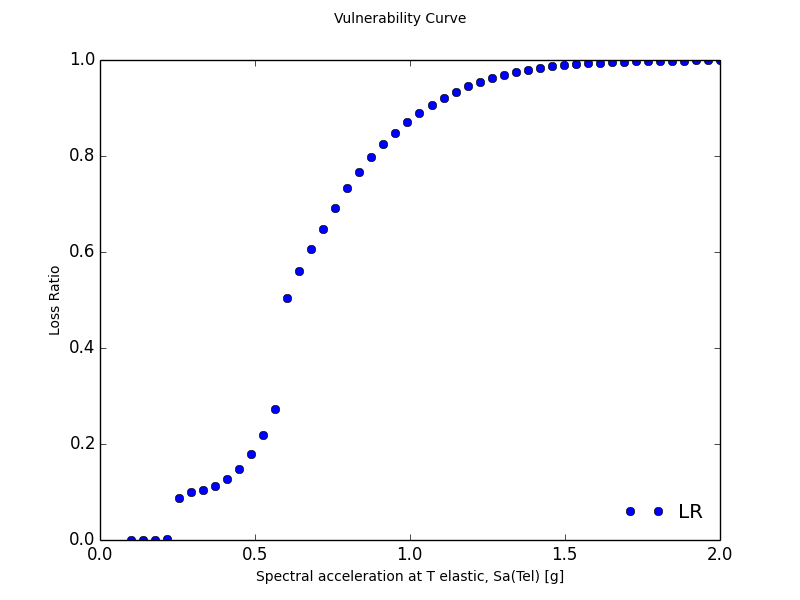 Vulnerability Curve
1.0
0.8
0.6
0.4
0.2
0.0
Loss Ratio
LR
0.0 0.5 1.0 1.5 2.0
Spectral acceleration at T elastic, Sa(Tel) [g]